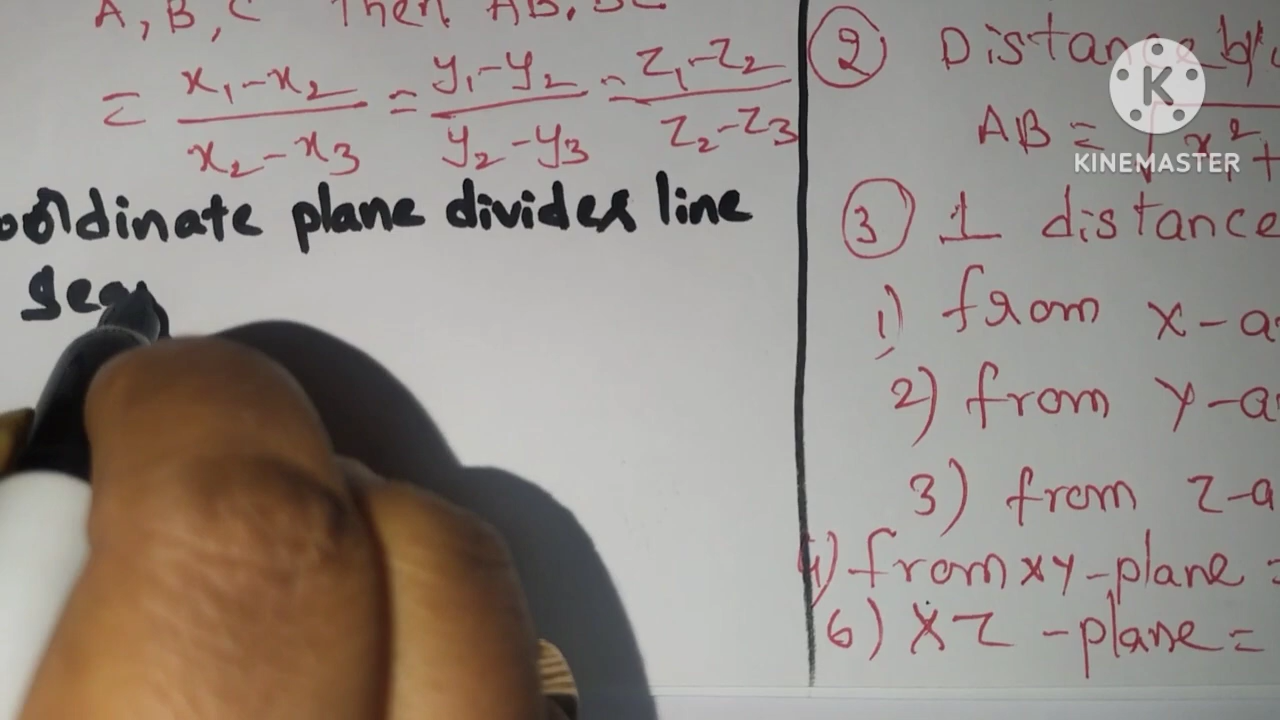 A, B, C Then AB, BC
= x₁-x₂/x₂-x₃ = y₁-y₂/y₂-y₃ = z₁-z₂/z₂-z₃
oordinate plane divides line
seg
② Distance b/
AB = √x₁²+
③ ⊥ distance
1) from x-a
2) from y-a
3) from z-a
4) from xy-plane =
6) xz -plane =
K
KINEMASTER